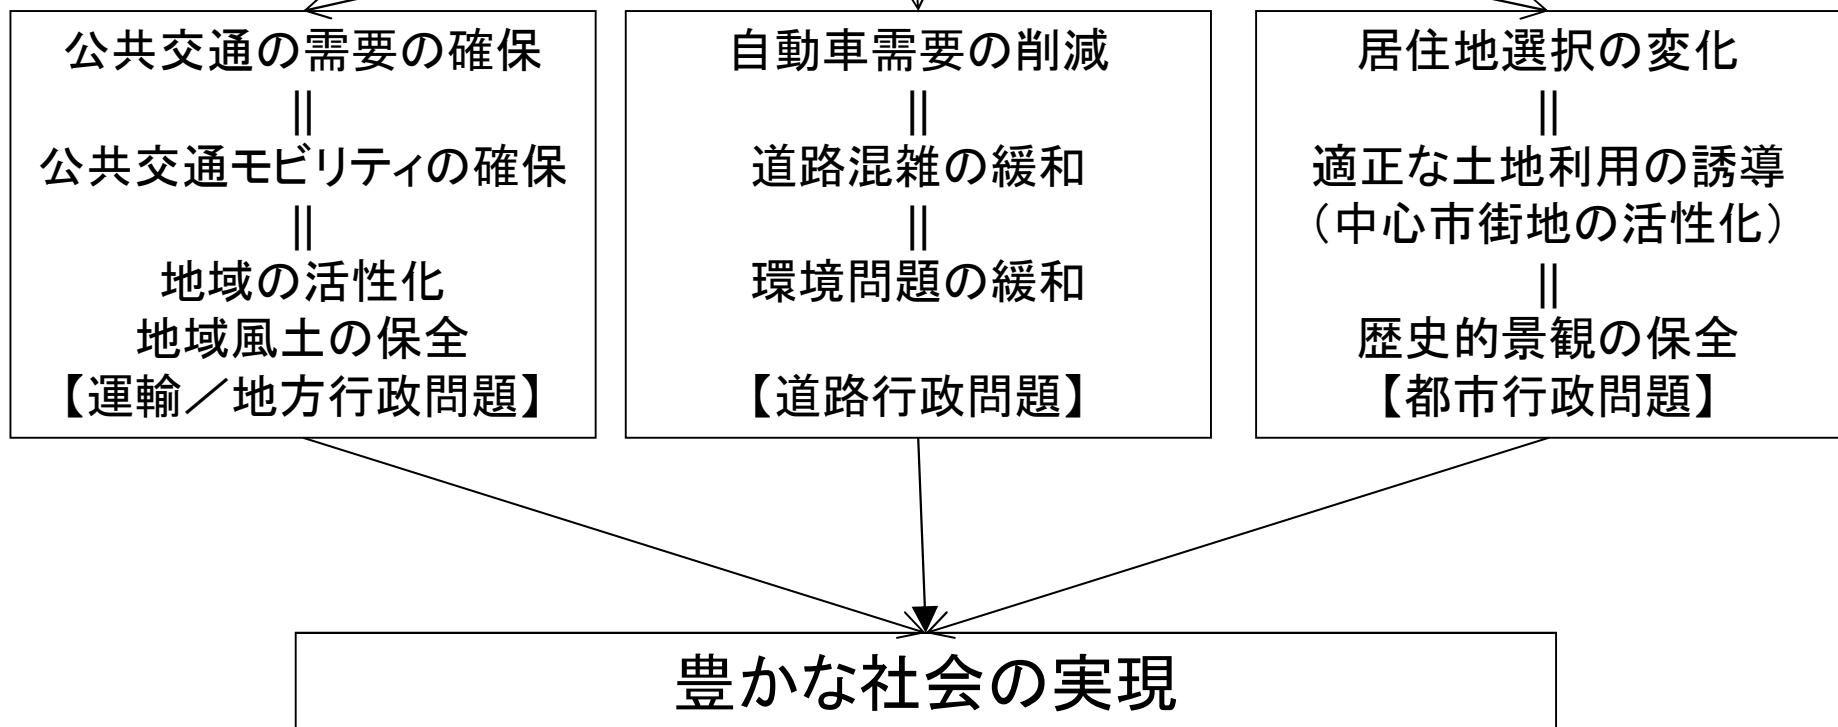 公共交通の需要の確保
||
公共交通モビリティの確保
||
地域の活性化
地域風土の保全
【運輸／地方行政問題】
自動車需要の削減
||
道路混雑の緩和
||
環境問題の緩和
【道路行政問題】
居住地選択の変化
||
適正な土地利用の誘導
（中心市街地の活性化）
||
歴史的景観の保全
【都市行政問題】
豊かな社会の実現